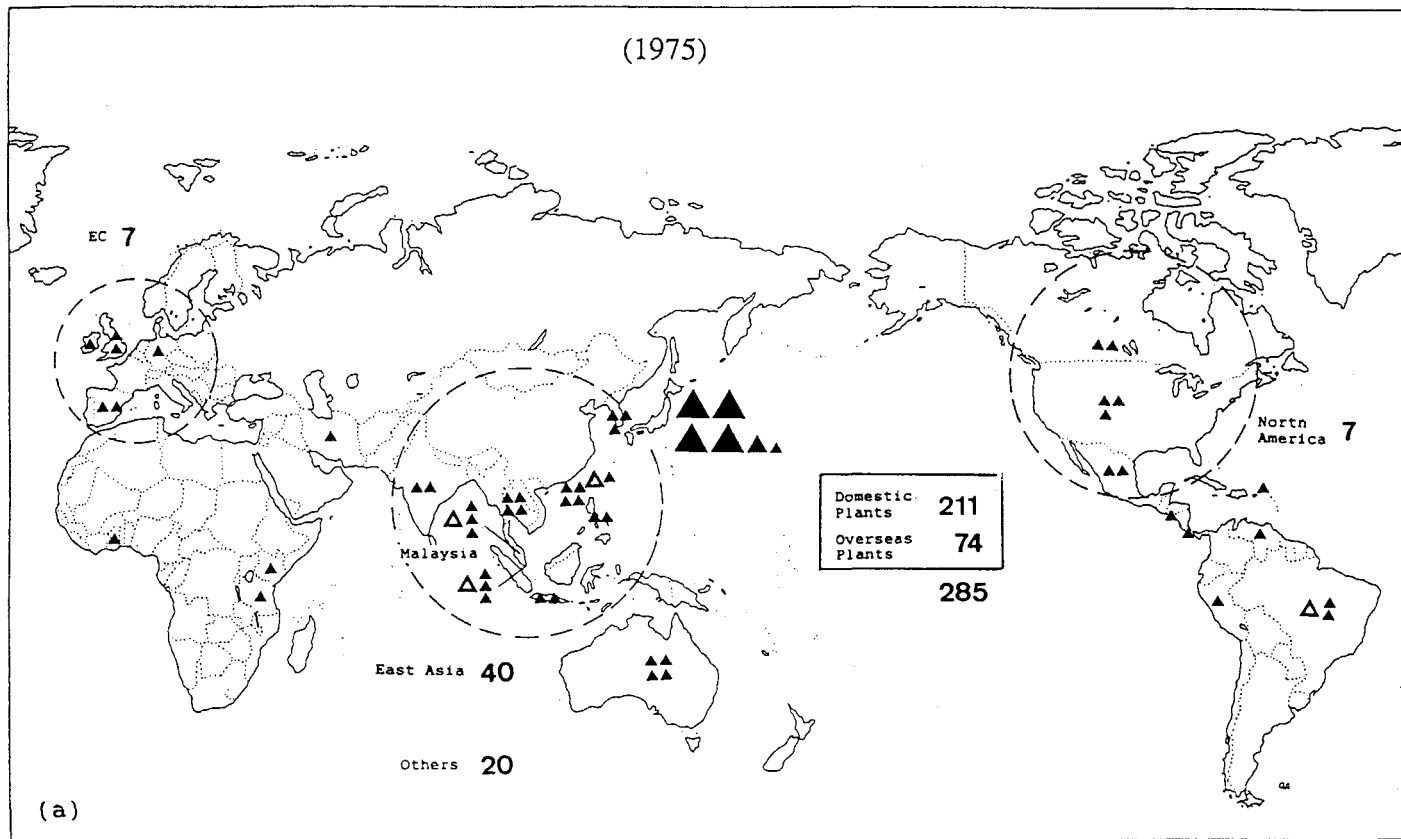 (1975)
EC 7
Nortn
America 7
Domestic
Plants 211
Overseas
Plants 74
285
Malaysia
East Asia 40
Others 20
(a)